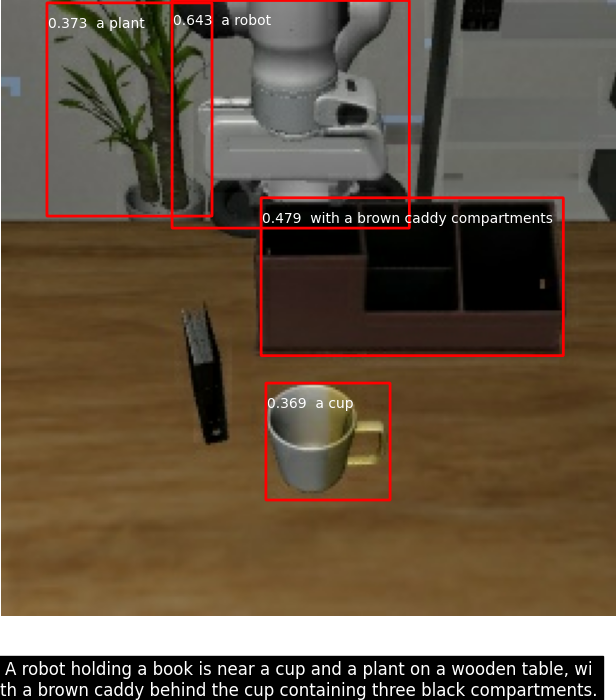 0.373 a plant
0.643 a robot
0.479 with a brown caddy compartments
0.369 a cup
A robot holding a book is near a cup and a plant on a wooden table, wi
th a brown caddy behind the cup containing three black compartments.